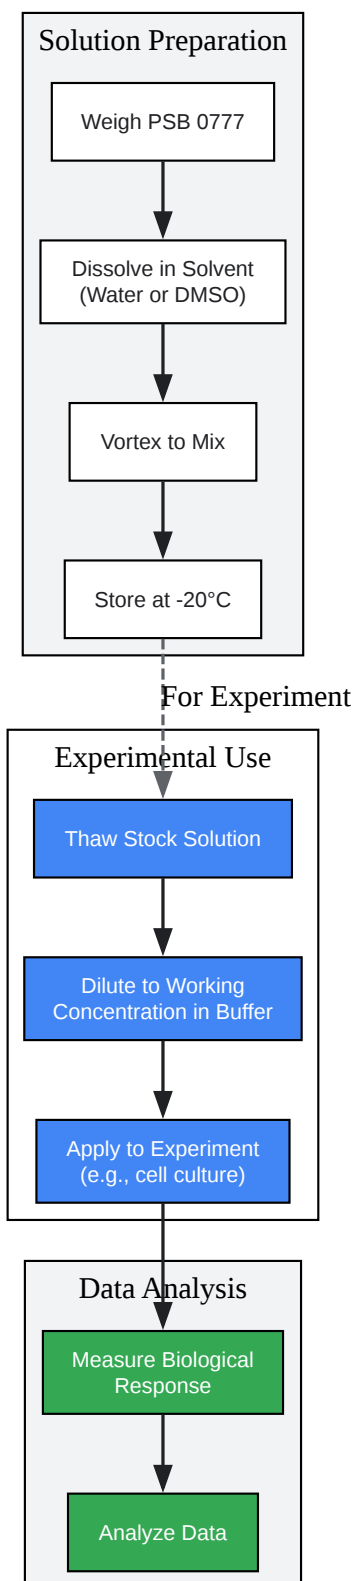 Solution Preparation
Weigh PSB 0777
Dissolve in Solvent
(Water or DMSO)
Vortex to Mix
Store at -20°C
For Experiment
Experimental Use
Thaw Stock Solution
Dilute to Working
Concentration in Buffer
Apply to Experiment
(e.g., cell culture)
Data Analysis
Measure Biological
Response
Analyze Data